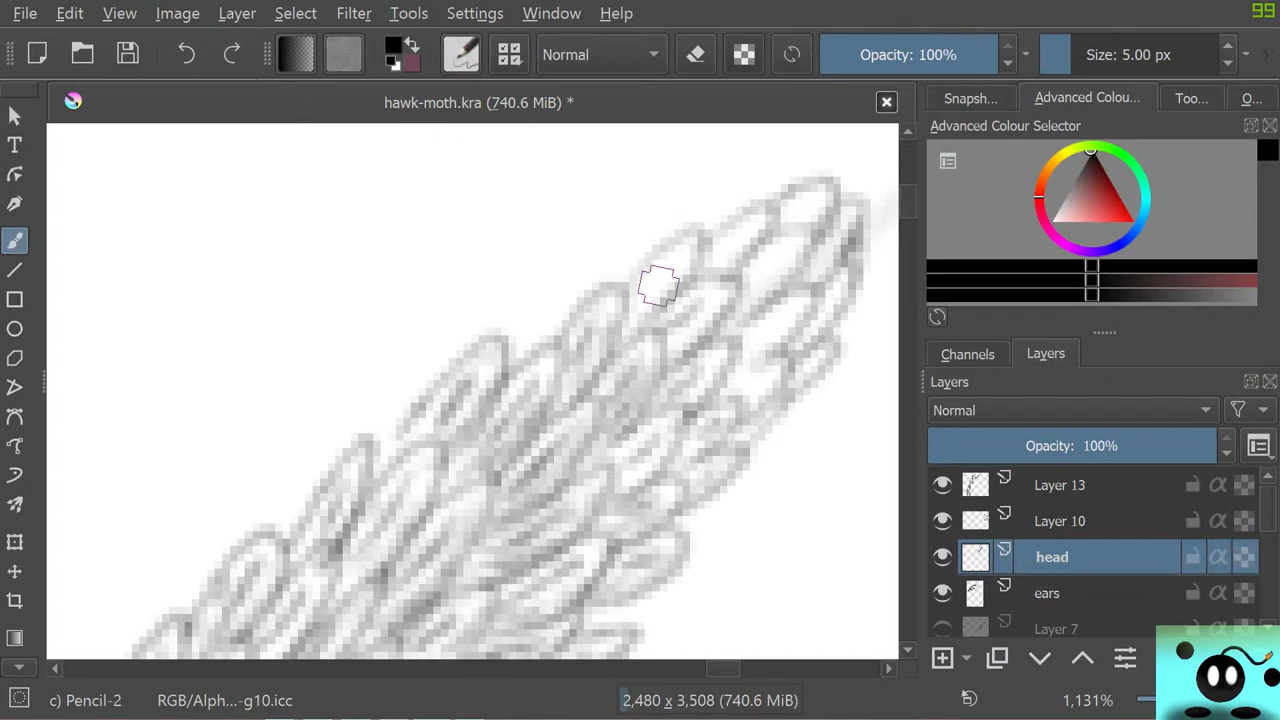 File Edit View Image Layer Select Filter Tools Settings Window Help 99
Normal Opacity: 100% Size: 5.00 px
hawk-moth.kra (740.6 MiB) *
Snapsh... Advanced Colou... Too... O...
Advanced Colour Selector
Channels Layers
Layers
Normal
Opacity: 100%
Layer 13
Layer 10
head
ears
Layer 7
c) Pencil-2 RGB/Alph...-g10.icc 2,480 x 3,508 (740.6 MiB) 1,131%